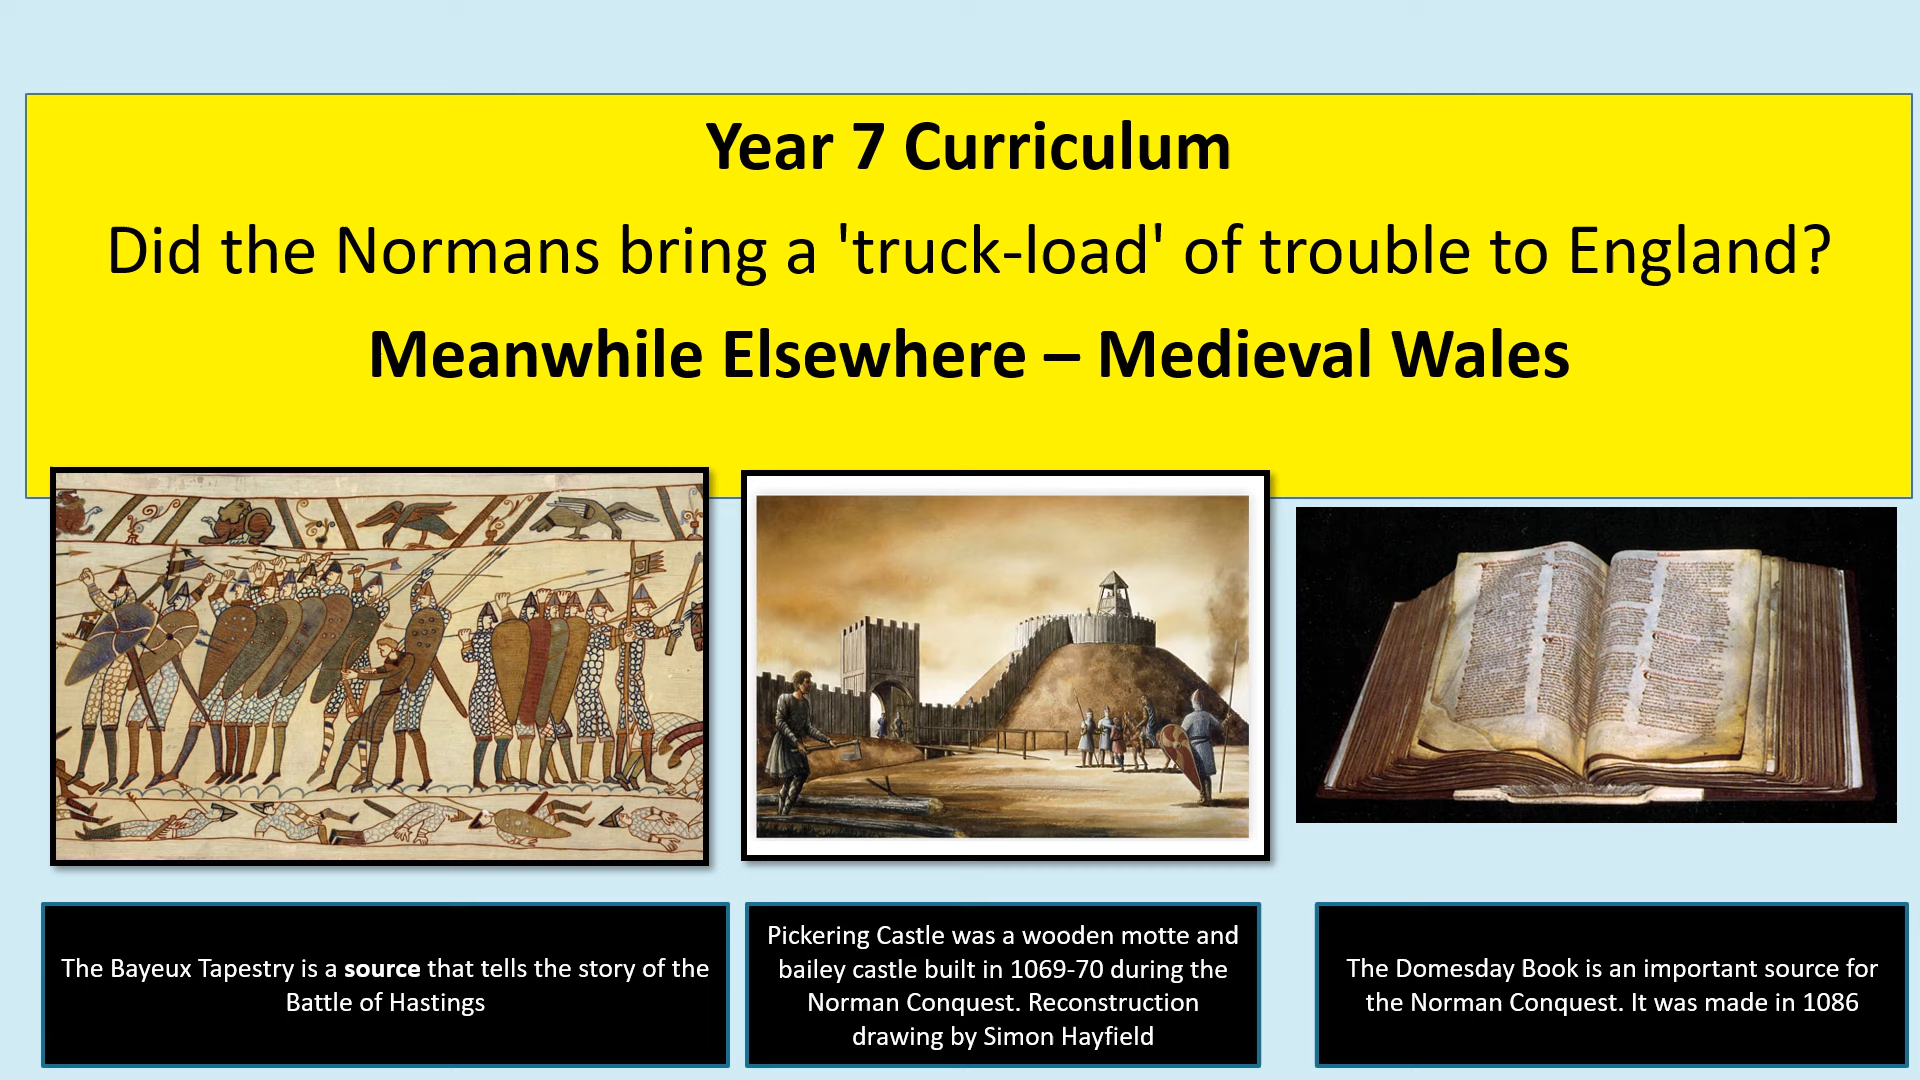 Year 7 Curriculum
Did the Normans bring a 'truck-load' of trouble to England?
Meanwhile Elsewhere – Medieval Wales
The Bayeux Tapestry is a source that tells the story of the
Battle of Hastings
Pickering Castle was a wooden motte and
bailey castle built in 1069-70 during the
Norman Conquest. Reconstruction
drawing by Simon Hayfield
The Domesday Book is an important source for
the Norman Conquest. It was made in 1086